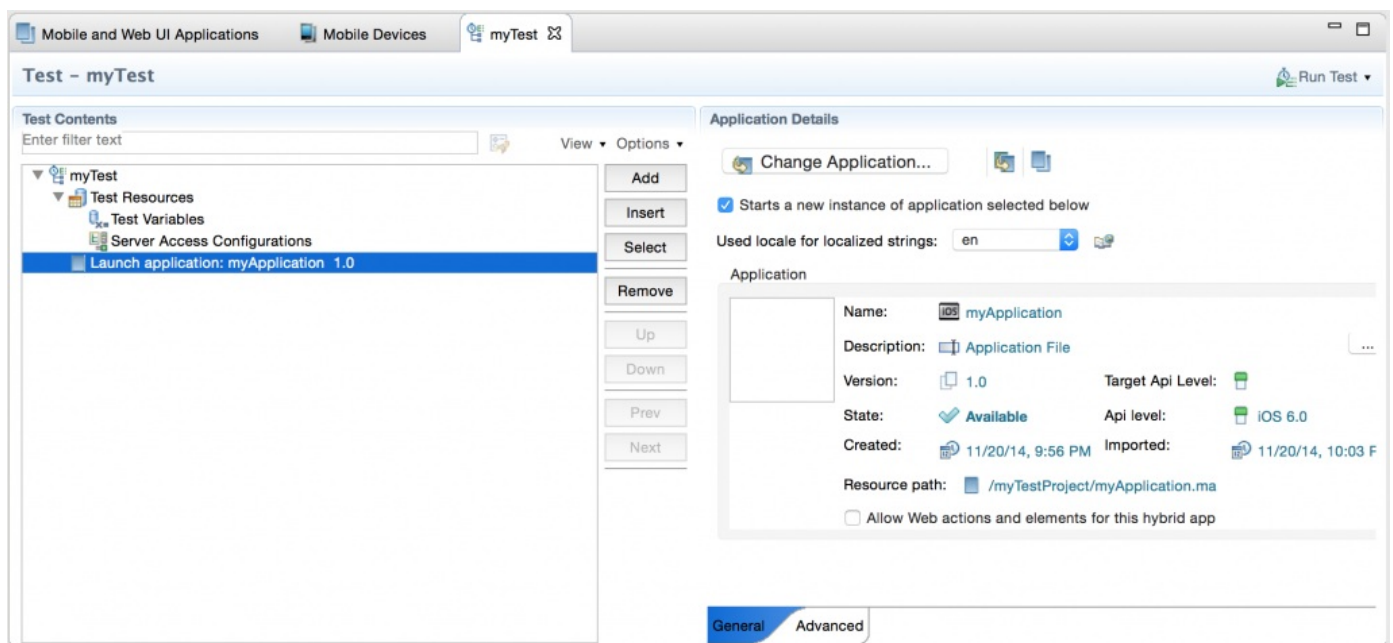 Mobile and Web UI Applications
Mobile Devices
myTest
Test - myTest
Run Test
Test Contents
Enter filter text
View
Options
myTest
Test Resources
Test Variables
Server Access Configurations
Launch application: myApplication 1.0
Add
Insert
Select
Remove
Up
Down
Prev
Next
Application Details
Change Application...
Starts a new instance of application selected below
Used locale for localized strings: en
Application
Name: iOS myApplication
Description: Application File
...
Version: 1.0 Target Api Level:
State: Available Api level: iOS 6.0
Created: 11/20/14, 9:56 PM Imported: 11/20/14, 10:03 P
Resource path: /myTestProject/myApplication.ma
Allow Web actions and elements for this hybrid app
General
Advanced